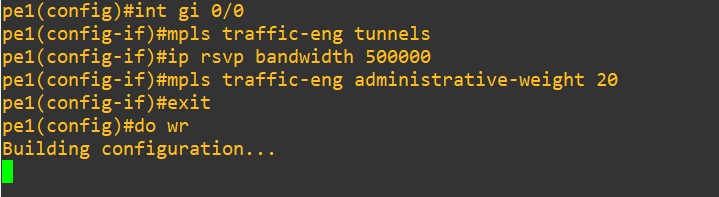 pe1(config)#int gi 0/0
pe1(config-if)#mpls traffic-eng tunnels
pe1(config-if)#ip rsvp bandwidth 500000
pe1(config-if)#mpls traffic-eng administrative-weight 20
pe1(config-if)#exit
pe1(config)#do wr
Building configuration...